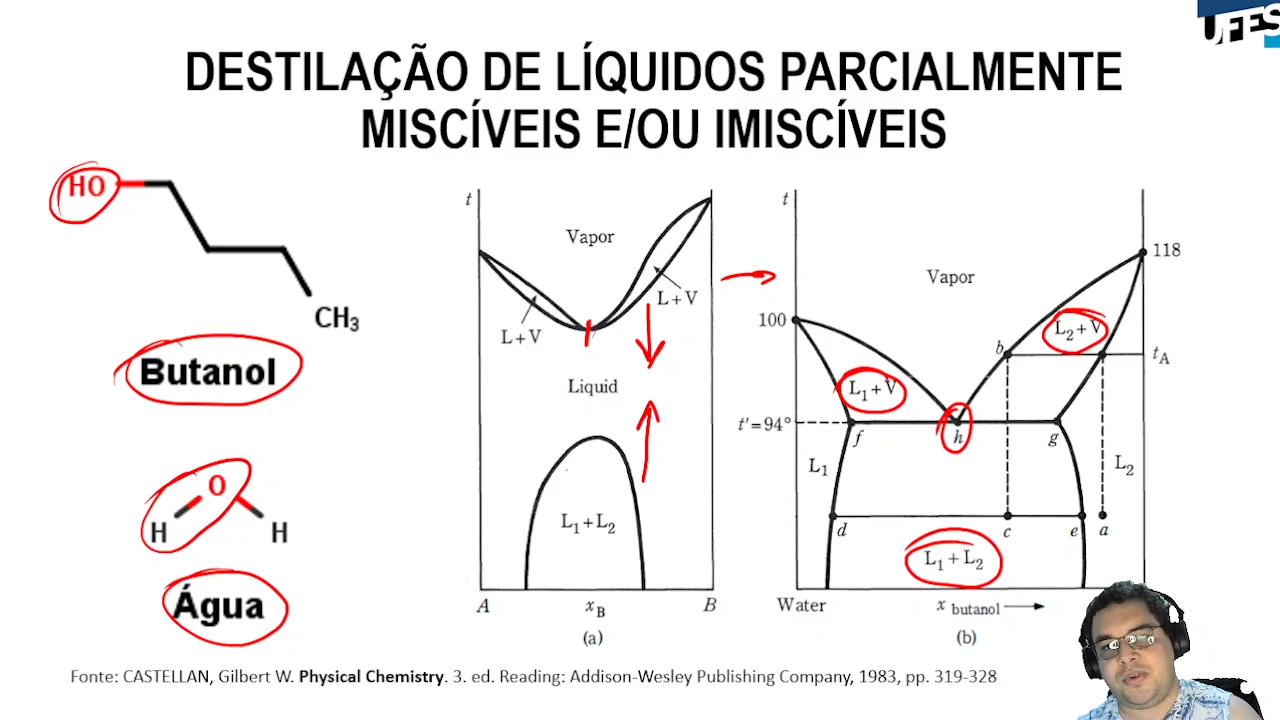 UFES
DESTILAÇÃO DE LÍQUIDOS PARCIALMENTE
MISCÍVEIS E/OU IMISCÍVEIS
HO
CH3
Butanol
H O H
Água
t
Vapor
L+V
L+V
Liquid
L1+L2
A
xB
B
(a)
t
Vapor
118
100
L2+V
b
tA
L1+V
t'=94°
f
h
g
L1
L2
d
c
e
a
L1+L2
Water
x butanol
(b)
Fonte: CASTELLAN, Gilbert W. Physical Chemistry. 3. ed. Reading: Addison-Wesley Publishing Company, 1983, pp. 319-328